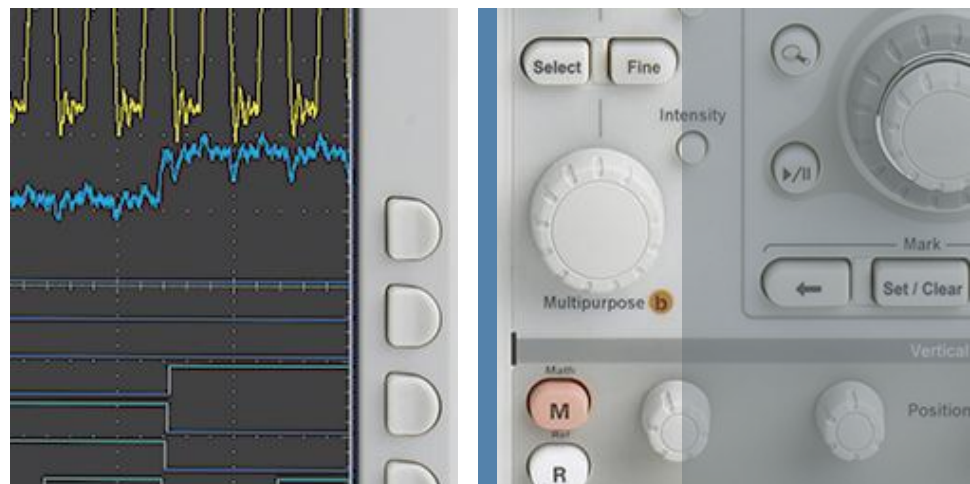 Select
Fine
Intensity
Multipurpose b
Mark
Set / Clear
Vertical
Math
M
Position
Ref
R